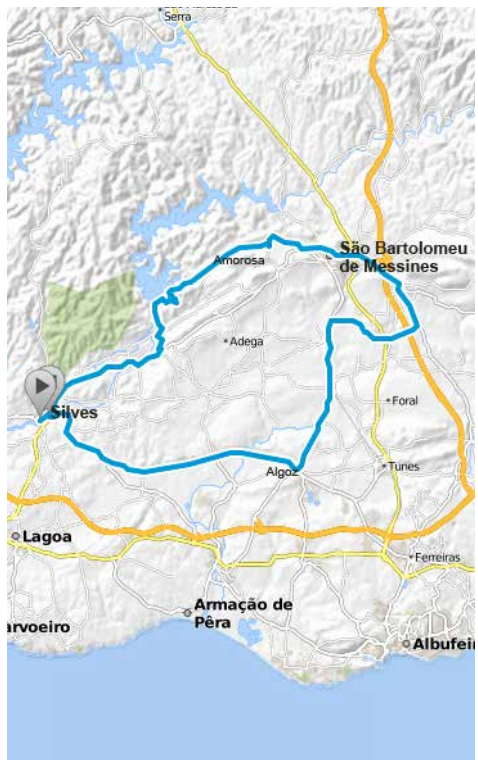 Serra
São Bartolomeu
de Messines
Amorosa
Adega
Foral
Silves
Algoz
Tunes
Lagoa
Ferreiras
Armação de
Pêra
arvoeiro
Albufei